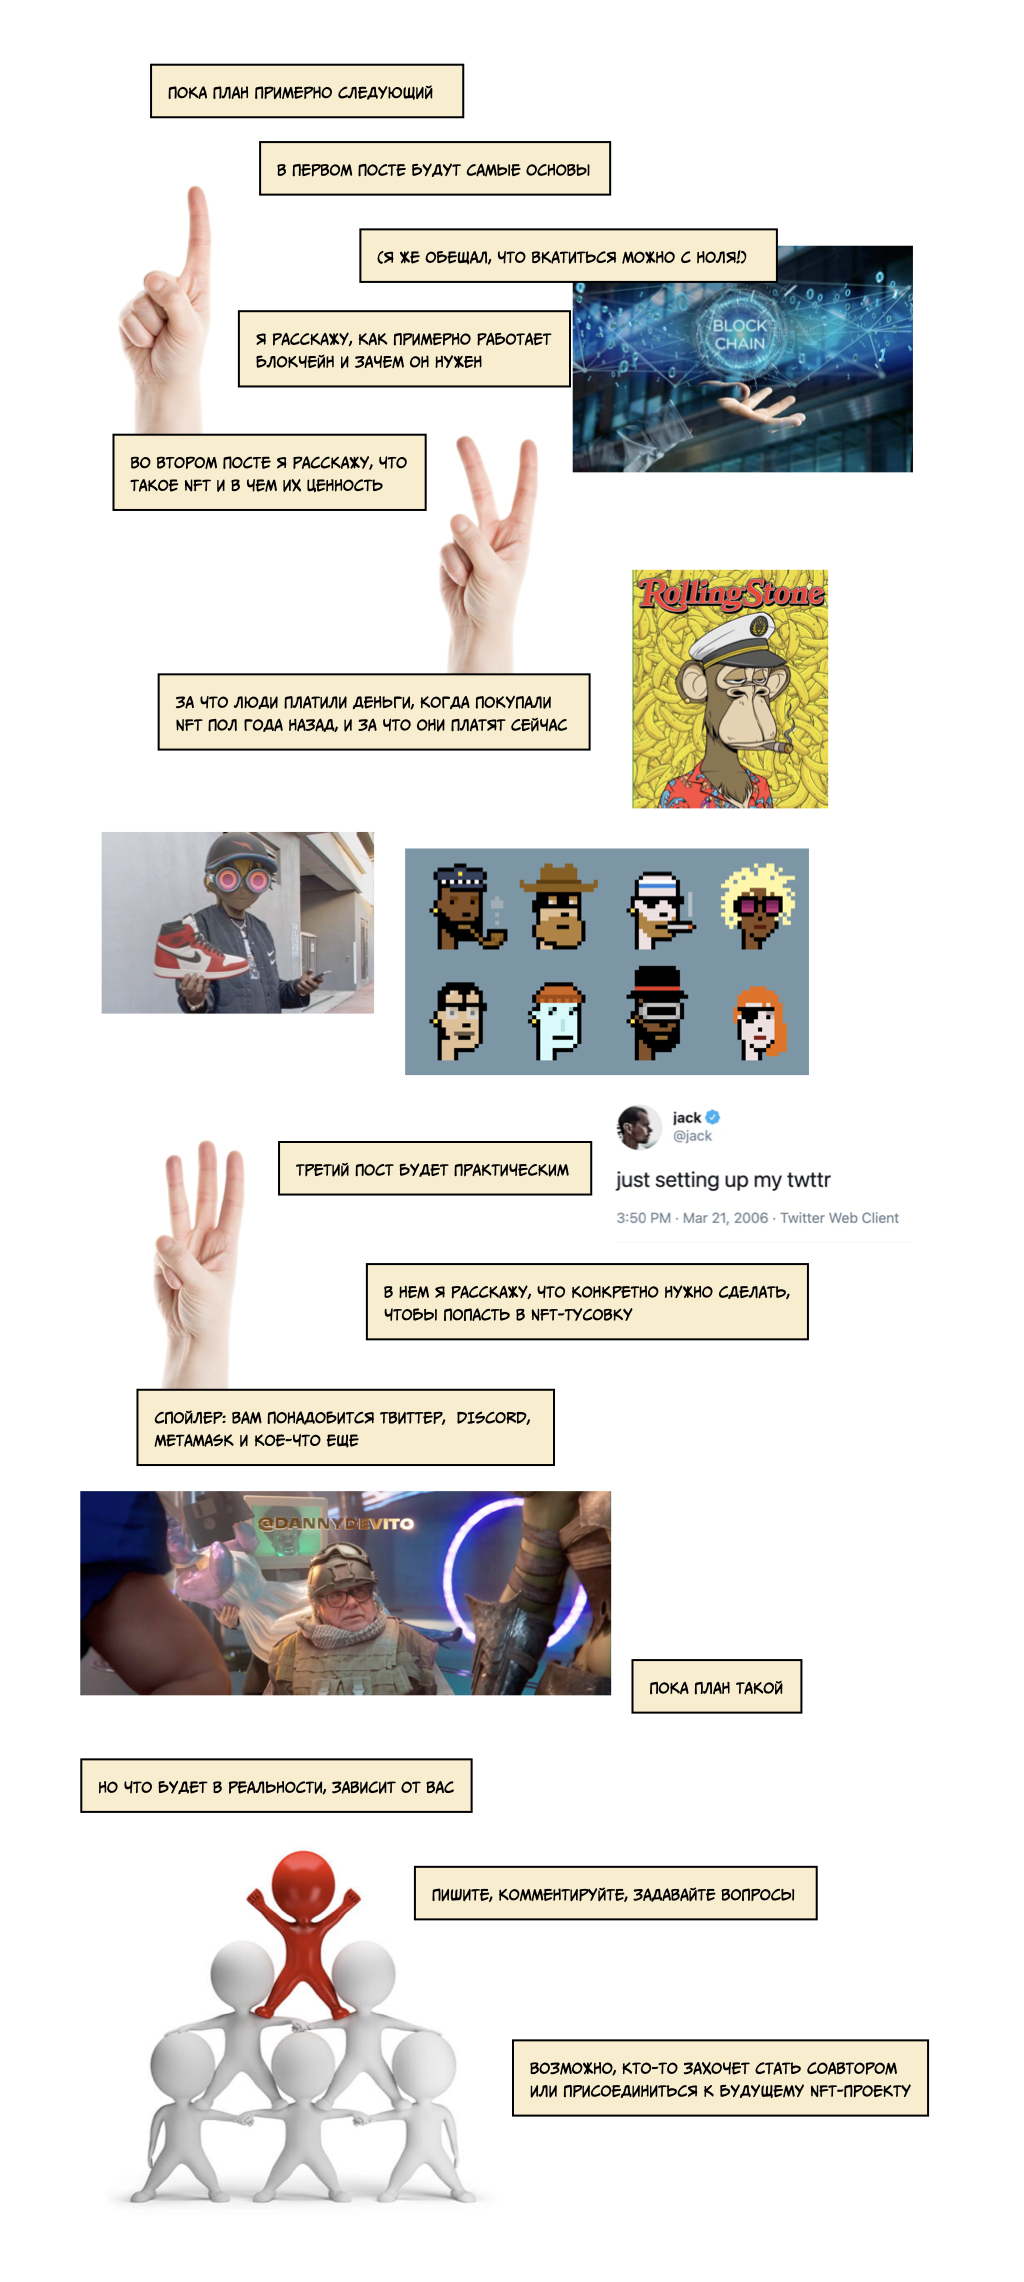 ПОКА ПЛАН ПРИМЕРНО СЛЕДУЮЩИЙ
В ПЕРВОМ ПОСТЕ БУДУТ САМЫЕ ОСНОВЫ
(Я ЖЕ ОБЕЩАЛ, ЧТО ВКАТИТЬСЯ МОЖНО С НОЛЯ!)
BLOCK
CHAIN
Я РАССКАЖУ, КАК ПРИМЕРНО РАБОТАЕТ
БЛОКЧЕЙН И ЗАЧЕМ ОН НУЖЕН
ВО ВТОРОМ ПОСТЕ Я РАССКАЖУ, ЧТО
ТАКОЕ NFT И В ЧЕМ ИХ ЦЕННОСТЬ
RollingStone
ЗА ЧТО ЛЮДИ ПЛАТИЛИ ДЕНЬГИ, КОГДА ПОКУПАЛИ
NFT ПОЛ ГОДА НАЗАД, И ЗА ЧТО ОНИ ПЛАТЯТ СЕЙЧАС
jack
@jack
just setting up my twttr
3:50 PM · Mar 21, 2006 · Twitter Web Client
ТРЕТИЙ ПОСТ БУДЕТ ПРАКТИЧЕСКИМ
В НЕМ Я РАССКАЖУ, ЧТО КОНКРЕТНО НУЖНО СДЕЛАТЬ,
ЧТОБЫ ПОПАСТЬ В NFT-ТУСОВКУ
СПОЙЛЕР: ВАМ ПОНАДОБИТСЯ ТВИТТЕР, DISCORD,
METAMASK И КОЕ-ЧТО ЕЩЕ
@DANNYDEVITO
ПОКА ПЛАН ТАКОЙ
НО ЧТО БУДЕТ В РЕАЛЬНОСТИ, ЗАВИСИТ ОТ ВАС
ПИШИТЕ, КОММЕНТИРУЙТЕ, ЗАДАВАЙТЕ ВОПРОСЫ
ВОЗМОЖНО, КТО-ТО ЗАХОЧЕТ СТАТЬ СОАВТОРОМ
ИЛИ ПРИСОЕДИНИТЬСЯ К БУДУЩЕМУ NFT-ПРОЕКТУ